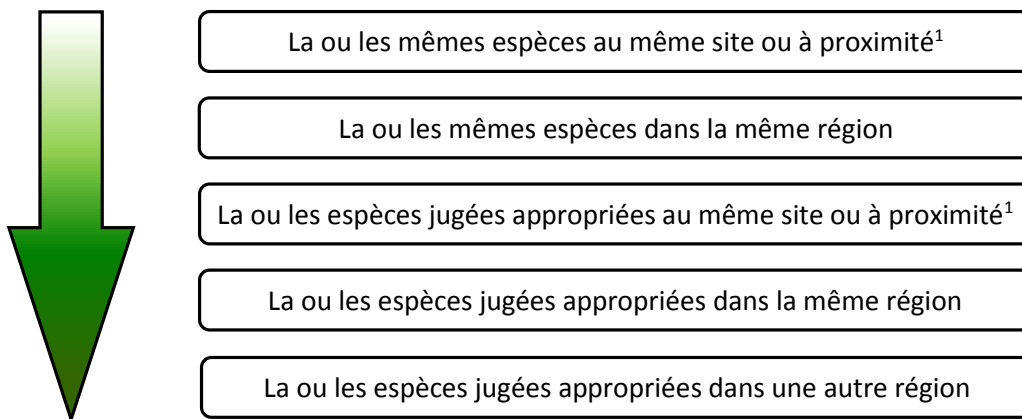 La ou les mêmes espèces au même site ou à proximité¹
La ou les mêmes espèces dans la même région
La ou les espèces jugées appropriées au même site ou à proximité¹
La ou les espèces jugées appropriées dans la même région
La ou les espèces jugées appropriées dans une autre région